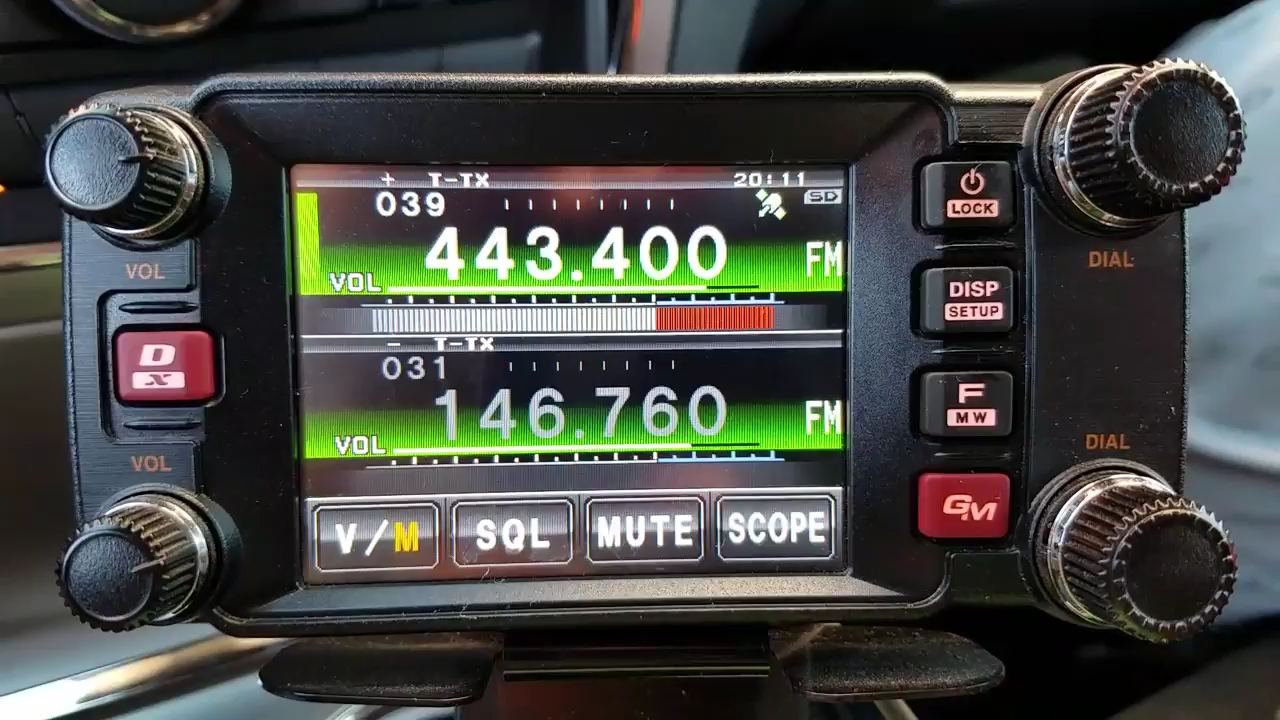 + T-TX 20:11
039 SD
443.400 FM
VOL
- T-TX
031
146.760 FM
VOL
V/M SQL MUTE SCOPE
VOL
D
X
VOL
LOCK
DISP
SETUP
F
MW
GM
DIAL
DIAL